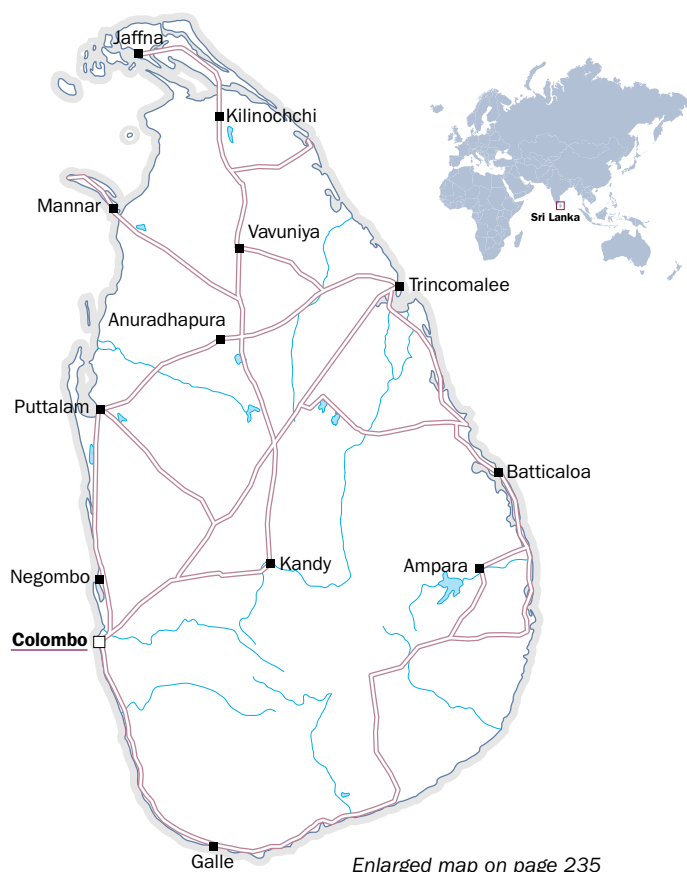 Jaffna
Kilinochchi
Mannar
Sri Lanka
Vavuniya
Trincomalee
Anuradhapura
Puttalam
Batticaloa
Kandy
Ampara
Negombo
Colombo
Galle
Enlarged map on page 235